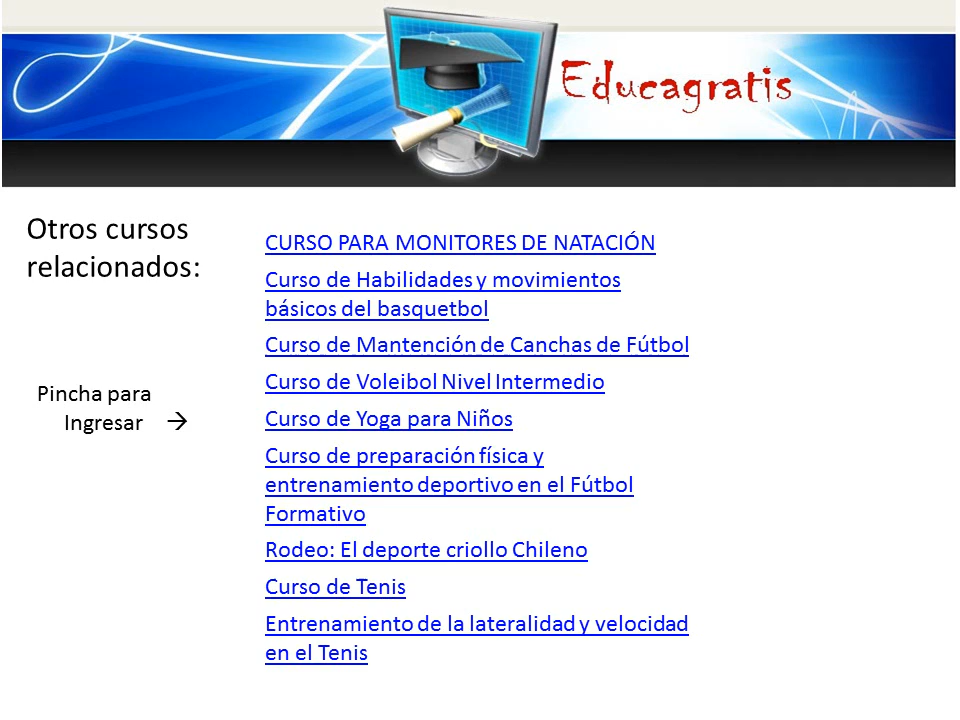 Educagratis
Otros cursos
relacionados:
Pincha para
Ingresar →
CURSO PARA MONITORES DE NATACIÓN
Curso de Habilidades y movimientos
básicos del basquetbol
Curso de Mantención de Canchas de Fútbol
Curso de Voleibol Nivel Intermedio
Curso de Yoga para Niños
Curso de preparación física y
entrenamiento deportivo en el Fútbol
Formativo
Rodeo: El deporte criollo Chileno
Curso de Tenis
Entrenamiento de la lateralidad y velocidad
en el Tenis